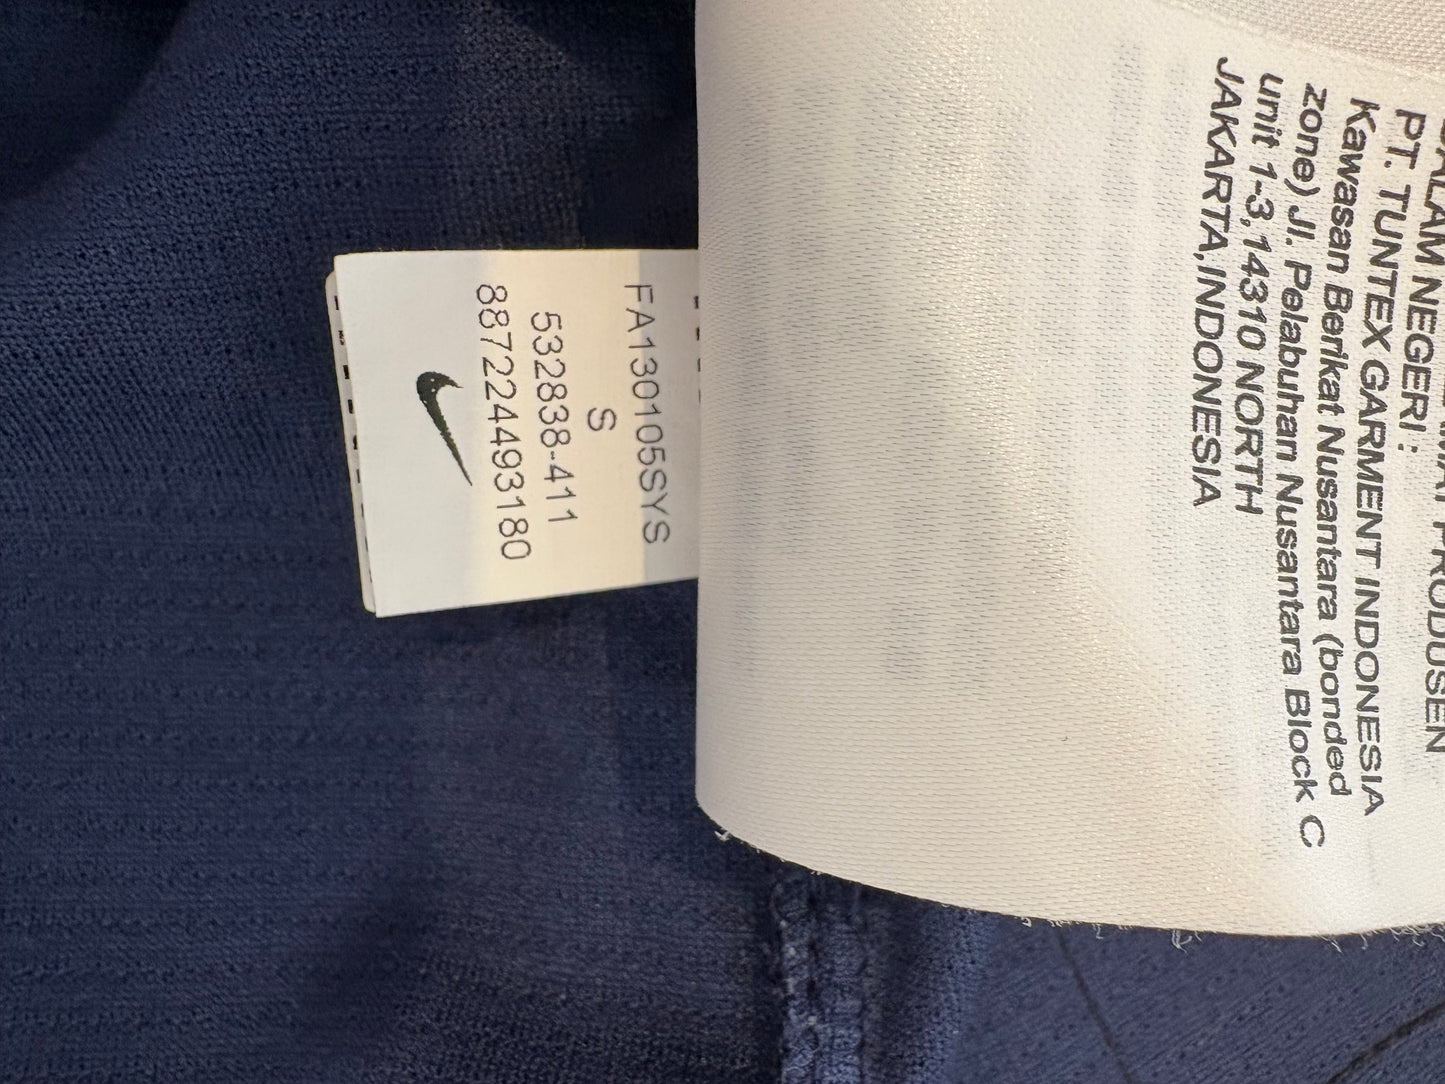 FA130105SYS
S
532838-411
887224493180
NEGERI :
PT. TUNTEX GARMENT INDONESIA
Kawasan Berikat Nusantara (bonded
zone) Jl. Pelabuhan Nusantara Block C
unit 1-3,14310 NORTH
JAKARTA,INDONESIA